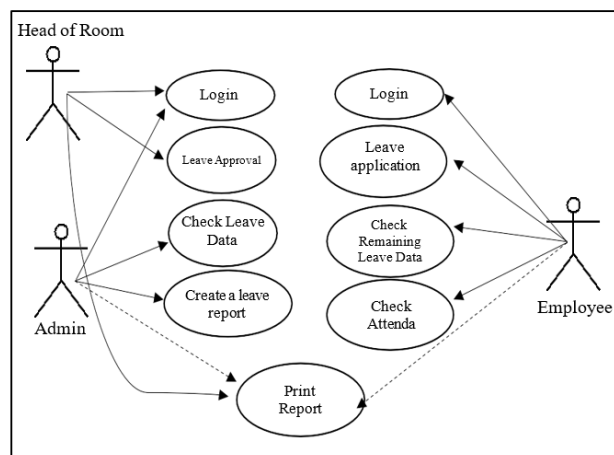 Head of Room
Login
Leave Approval
Check Leave
Data
Create a leave
report
Admin
Login
Leave
application
Check
Remaining
Leave Data
Check
Attenda
Employee
Print
Report